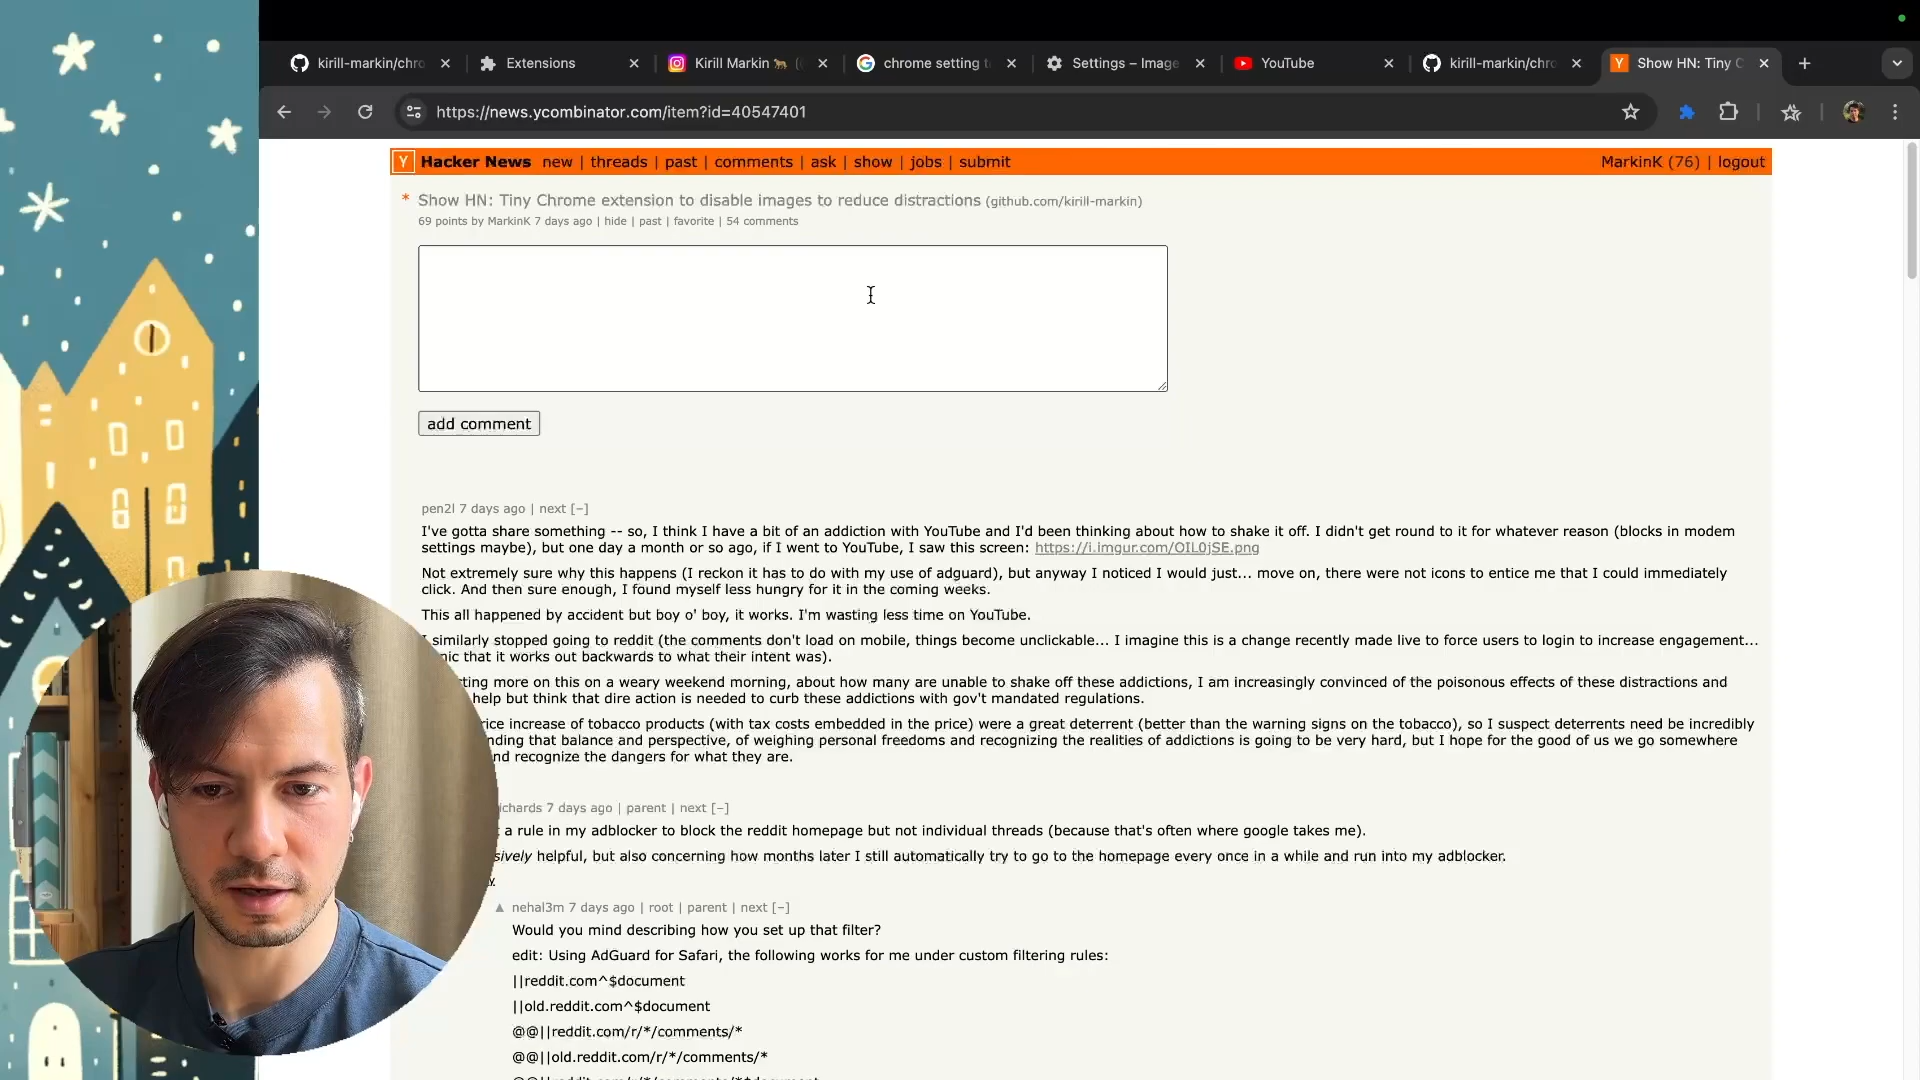 kirill-markin/chro
Extensions
Kirill Markin
chrome setting t
Settings – Image
YouTube
kirill-markin/chro
Show HN: Tiny C
https://news.ycombinator.com/item?id=40547401
Y Hacker News new | threads | past | comments | ask | show | jobs | submit
MarkinK (76) | logout
* Show HN: Tiny Chrome extension to disable images to reduce distractions (github.com/kirill-markin)
69 points by MarkinK 7 days ago | hide | past | favorite | 54 comments
add comment
pen2l 7 days ago | next [–]
I've gotta share something -- so, I think I have a bit of an addiction with YouTube and I'd been thinking about how to shake it off. I didn't get round to it for whatever reason (blocks in modem
settings maybe), but one day a month or so ago, if I went to YouTube, I saw this screen: https://i.imgur.com/OIL0jSE.png
Not extremely sure why this happens (I reckon it has to do with my use of adguard), but anyway I noticed I would just... move on, there were not icons to entice me that I could immediately
click. And then sure enough, I found myself less hungry for it in the coming weeks.
This all happened by accident but boy o' boy, it works. I'm wasting less time on YouTube.
I similarly stopped going to reddit (the comments don't load on mobile, things become unclickable... I imagine this is a change recently made live to force users to login to increase engagement...
nic that it works out backwards to what their intent was).
ting more on this on a weary weekend morning, about how many are unable to shake off these addictions, I am increasingly convinced of the poisonous effects of these distractions and
help but think that dire action is needed to curb these addictions with gov't mandated regulations.
rice increase of tobacco products (with tax costs embedded in the price) were a great deterrent (better than the warning signs on the tobacco), so I suspect deterrents need be incredibly
nding that balance and perspective, of weighing personal freedoms and recognizing the realities of addictions is going to be very hard, but I hope for the good of us we go somewhere
nd recognize the dangers for what they are.
ichards 7 days ago | parent | next [–]
a rule in my adblocker to block the reddit homepage but not individual threads (because that's often where google takes me).
sively helpful, but also concerning how months later I still automatically try to go to the homepage every once in a while and run into my adblocker.
y
nehal3m 7 days ago | root | parent | next [–]
Would you mind describing how you set up that filter?
edit: Using AdGuard for Safari, the following works for me under custom filtering rules:
||reddit.com^$document
||old.reddit.com^$document
@@||reddit.com/r/*/comments/*
@@||old.reddit.com/r/*/comments/*